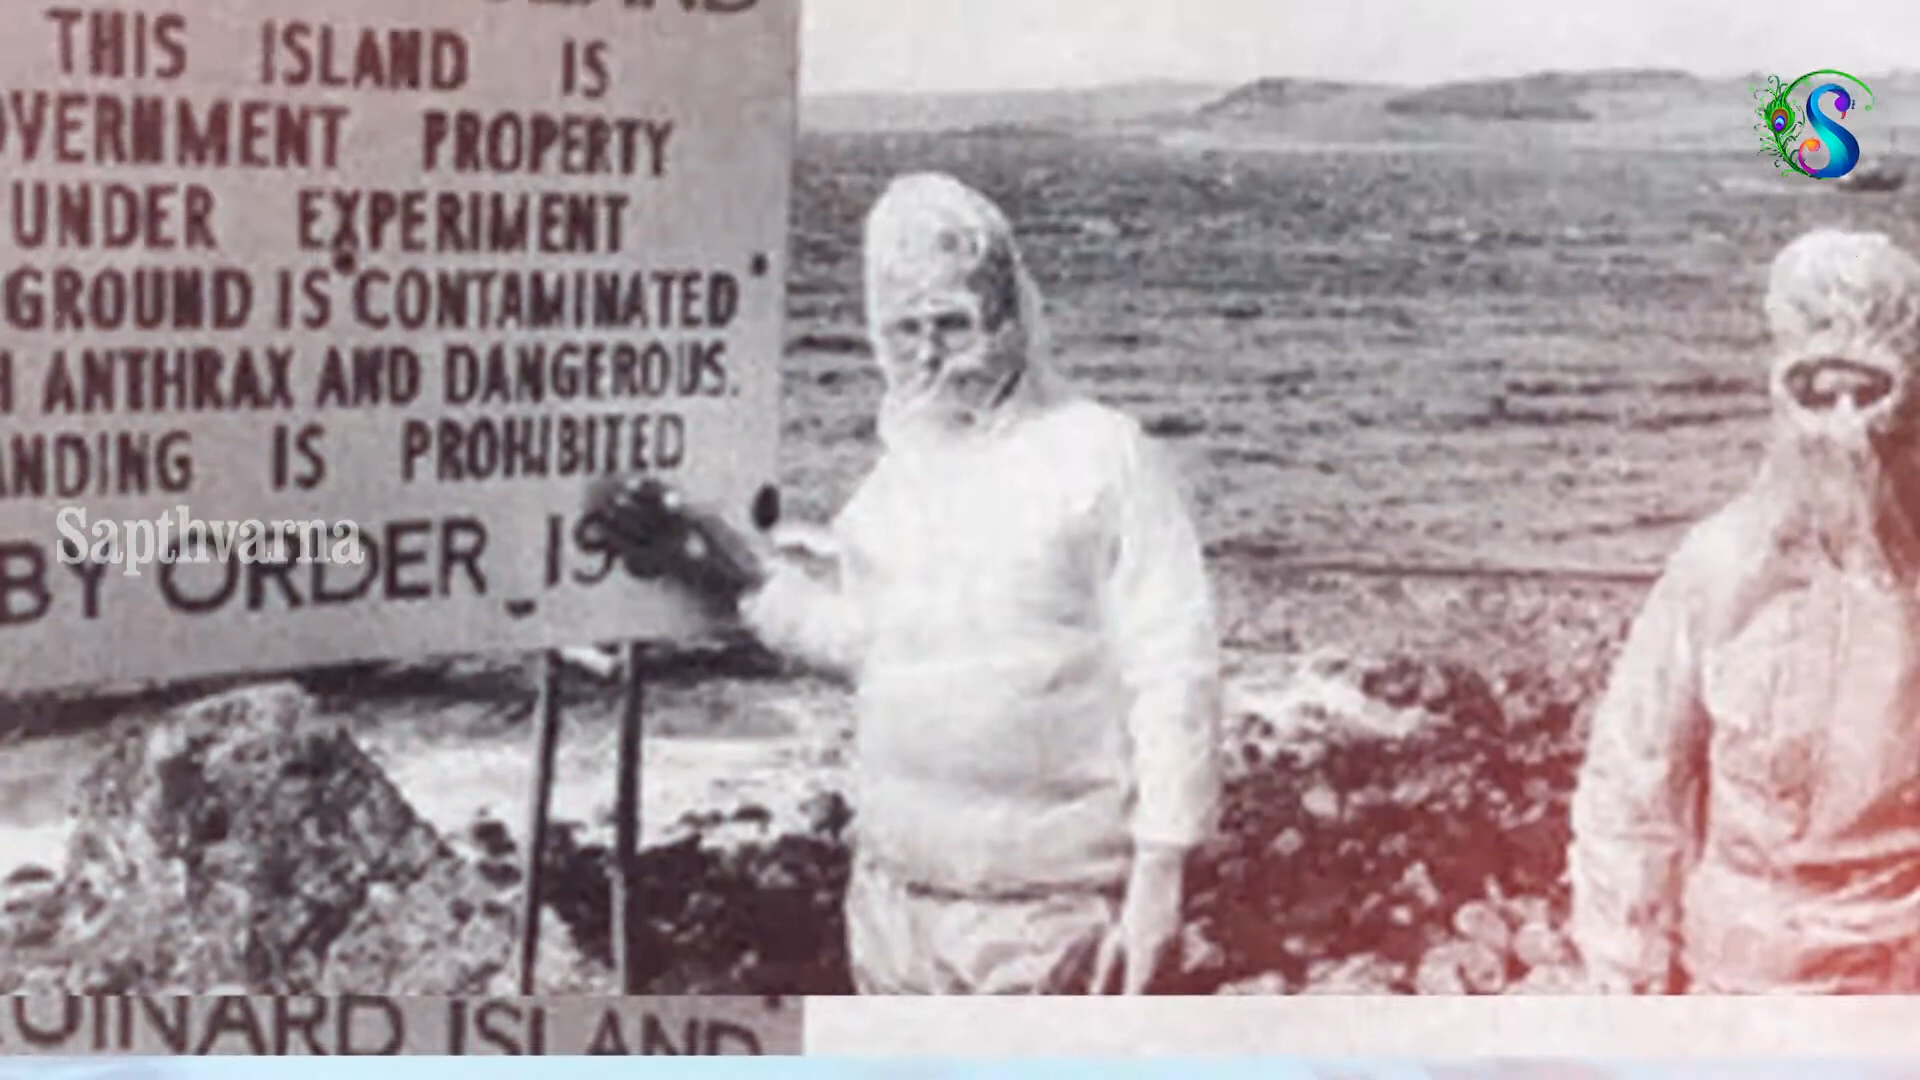 THIS ISLAND IS
OVERNMENT PROPERTY
UNDER EXPERIMENT
GROUND IS CONTAMINATED
H ANTHRAX AND DANGEROUS.
ANDING IS PROHIBITED
Sapthvarna
BY ORDER 19
UINARD ISLAND